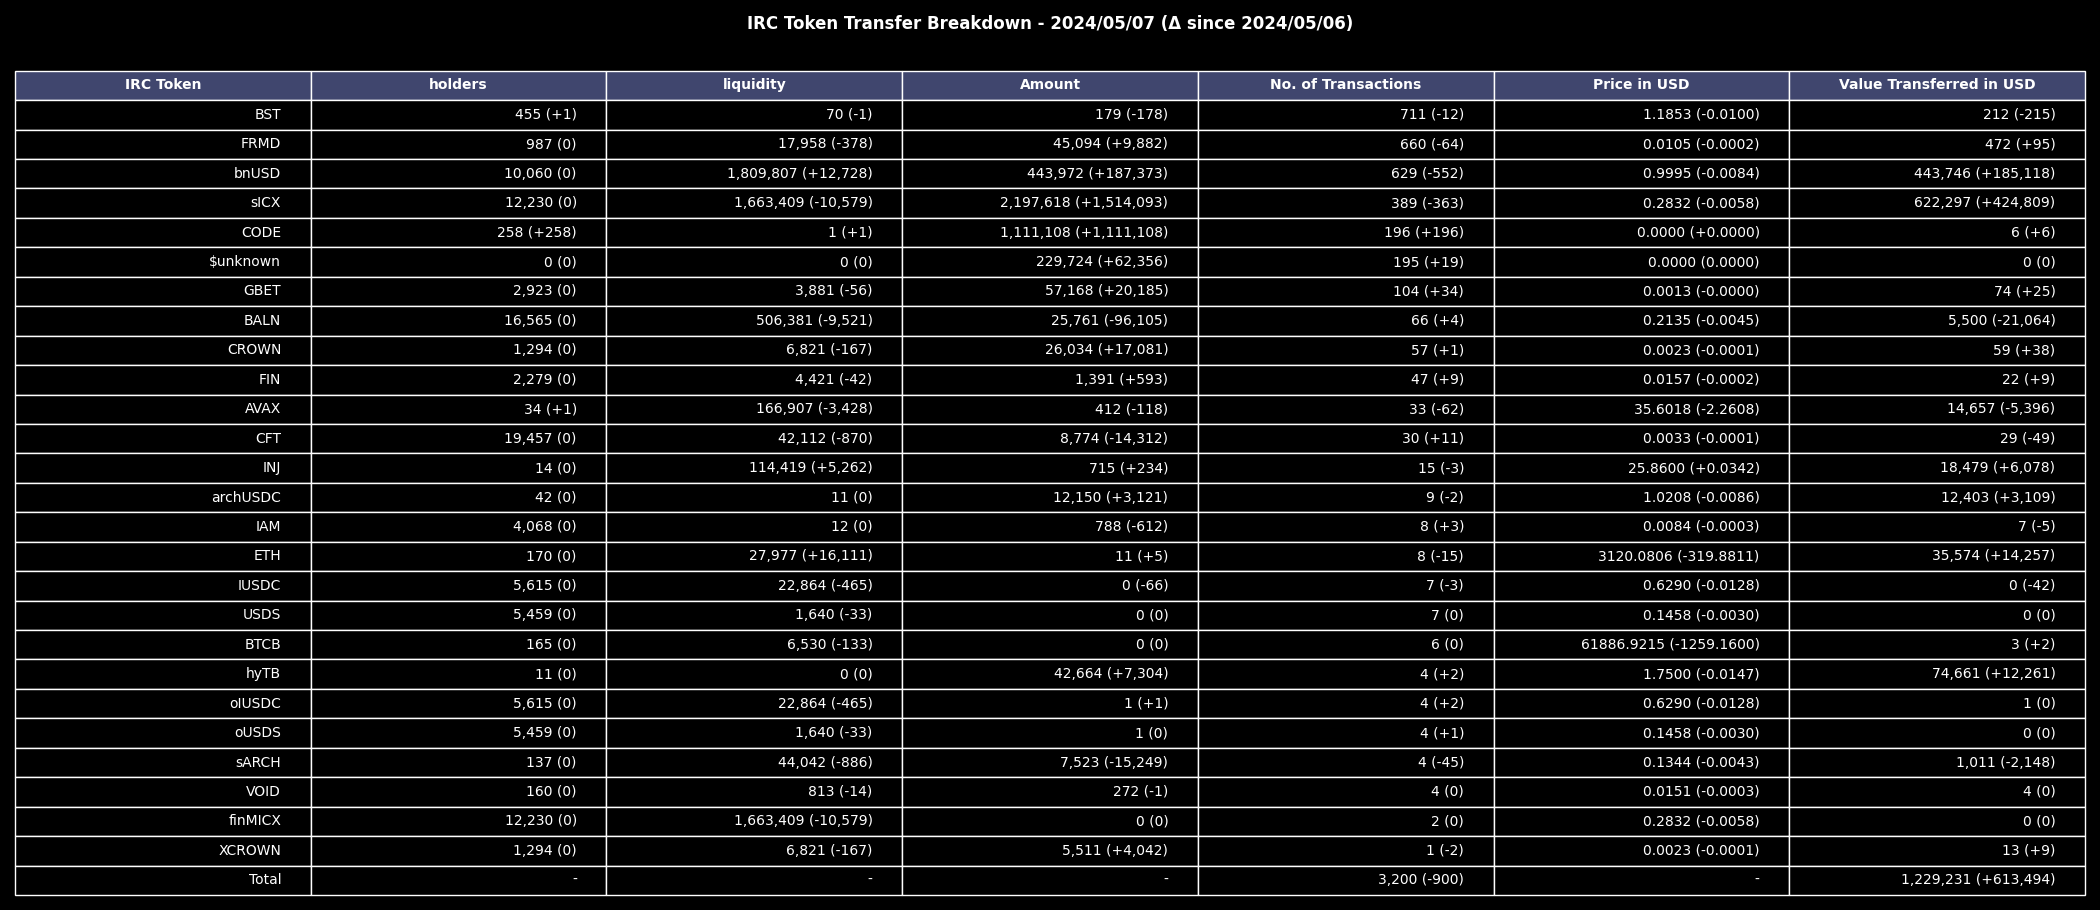 IRC Token Transfer Breakdown - 2024/05/07 (Δ since 2024/05/06)
IRC Token holders liquidity Amount No. of Transactions Price in USD Value Transferred in USD
BST 455 (+1) 70 (-1) 179 (-178) 711 (-12) 1.1853 (-0.0100) 212 (-215)
FRMD 987 (0) 17,958 (-378) 45,094 (+9,882) 660 (-64) 0.0105 (-0.0002) 472 (+95)
bnUSD 10,060 (0) 1,809,807 (+12,728) 443,972 (+187,373) 629 (-552) 0.9995 (-0.0084) 443,746 (+185,118)
sICX 12,230 (0) 1,663,409 (-10,579) 2,197,618 (+1,514,093) 389 (-363) 0.2832 (-0.0058) 622,297 (+424,809)
CODE 258 (+258) 1 (+1) 1,111,108 (+1,111,108) 196 (+196) 0.0000 (+0.0000) 6 (+6)
$unknown 0 (0) 0 (0) 229,724 (+62,356) 195 (+19) 0.0000 (0.0000) 0 (0)
GBET 2,923 (0) 3,881 (-56) 57,168 (+20,185) 104 (+34) 0.0013 (-0.0000) 74 (+25)
BALN 16,565 (0) 506,381 (-9,521) 25,761 (-96,105) 66 (+4) 0.2135 (-0.0045) 5,500 (-21,064)
CROWN 1,294 (0) 6,821 (-167) 26,034 (+17,081) 57 (+1) 0.0023 (-0.0001) 59 (+38)
FIN 2,279 (0) 4,421 (-42) 1,391 (+593) 47 (+9) 0.0157 (-0.0002) 22 (+9)
AVAX 34 (+1) 166,907 (-3,428) 412 (-118) 33 (-62) 35.6018 (-2.2608) 14,657 (-5,396)
CFT 19,457 (0) 42,112 (-870) 8,774 (-14,312) 30 (+11) 0.0033 (-0.0001) 29 (-49)
INJ 14 (0) 114,419 (+5,262) 715 (+234) 15 (-3) 25.8600 (+0.0342) 18,479 (+6,078)
archUSDC 42 (0) 11 (0) 12,150 (+3,121) 9 (-2) 1.0208 (-0.0086) 12,403 (+3,109)
IAM 4,068 (0) 12 (0) 788 (-612) 8 (+3) 0.0084 (-0.0003) 7 (-5)
ETH 170 (0) 27,977 (+16,111) 11 (+5) 8 (-15) 3120.0806 (-319.8811) 35,574 (+14,257)
IUSDC 5,615 (0) 22,864 (-465) 0 (-66) 7 (-3) 0.6290 (-0.0128) 0 (-42)
USDS 5,459 (0) 1,640 (-33) 0 (0) 7 (0) 0.1458 (-0.0030) 0 (0)
BTCB 165 (0) 6,530 (-133) 0 (0) 6 (0) 61886.9215 (-1259.1600) 3 (+2)
hyTB 11 (0) 0 (0) 42,664 (+7,304) 4 (+2) 1.7500 (-0.0147) 74,661 (+12,261)
oIUSDC 5,615 (0) 22,864 (-465) 1 (+1) 4 (+2) 0.6290 (-0.0128) 1 (0)
oUSDS 5,459 (0) 1,640 (-33) 1 (0) 4 (+1) 0.1458 (-0.0030) 0 (0)
sARCH 137 (0) 44,042 (-886) 7,523 (-15,249) 4 (-45) 0.1344 (-0.0043) 1,011 (-2,148)
VOID 160 (0) 813 (-14) 272 (-1) 4 (0) 0.0151 (-0.0003) 4 (0)
finMICX 12,230 (0) 1,663,409 (-10,579) 0 (0) 2 (0) 0.2832 (-0.0058) 0 (0)
XCROWN 1,294 (0) 6,821 (-167) 5,511 (+4,042) 1 (-2) 0.0023 (-0.0001) 13 (+9)
Total - - - 3,200 (-900) - 1,229,231 (+613,494)